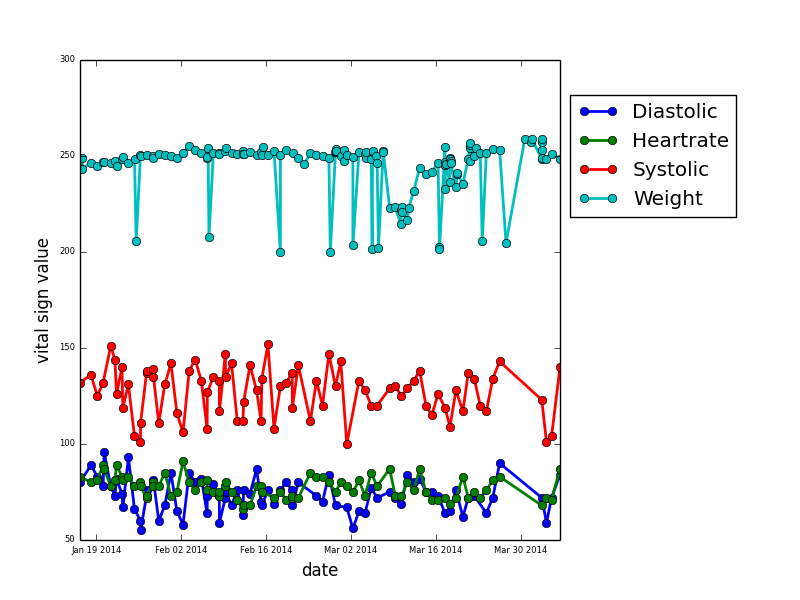 300
250
200
150
100
50
vital sign value
Jan 19 2014 Feb 02 2014 Feb 16 2014 Mar 02 2014 Mar 16 2014 Mar 30 2014
date
Diastolic
Heartrate
Systolic
Weight